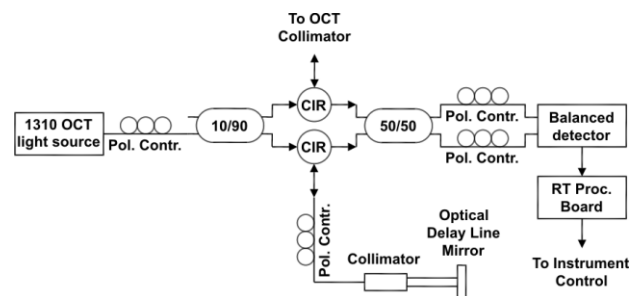 To OCT
Collimator
1310 OCT
light source
Pol. Contr.
10/90
CIR
CIR
50/50
Pol. Contr.
Pol. Contr.
Balanced
detector
RT Proc.
Board
To Instrument
Control
Pol. Contr.
Collimator
Optical
Delay Line
Mirror